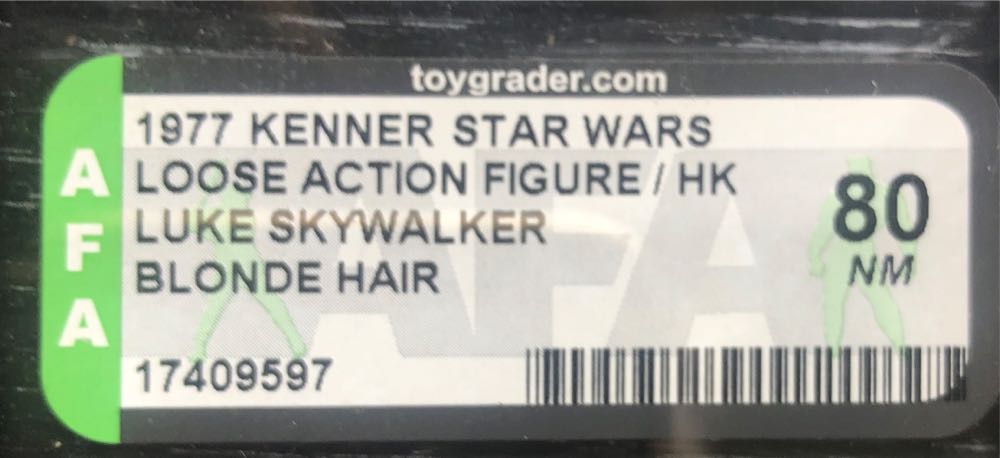 toygrader.com
AFA
1977 KENNER STAR WARS
LOOSE ACTION FIGURE / HK
LUKE SKYWALKER
BLONDE HAIR
80
NM
17409597
AFA